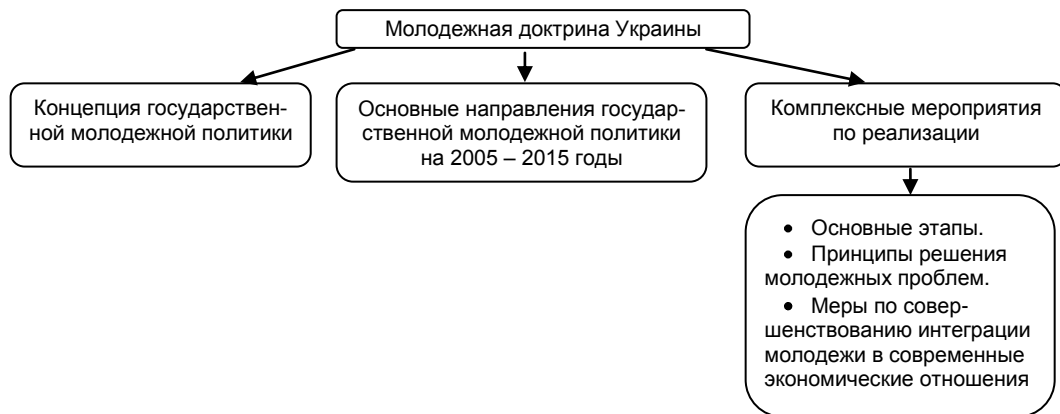 Молодежная доктрина Украины
Концепция государствен-
ной молодежной политики
Основные направления государ-
ственной молодежной политики
на 2005 – 2015 годы
Комплексные мероприятия
по реализации
• Основные этапы.
• Принципы решения
молодежных проблем.
• Меры по совер-
шенствованию интеграции
молодежи в современные
экономические отношения